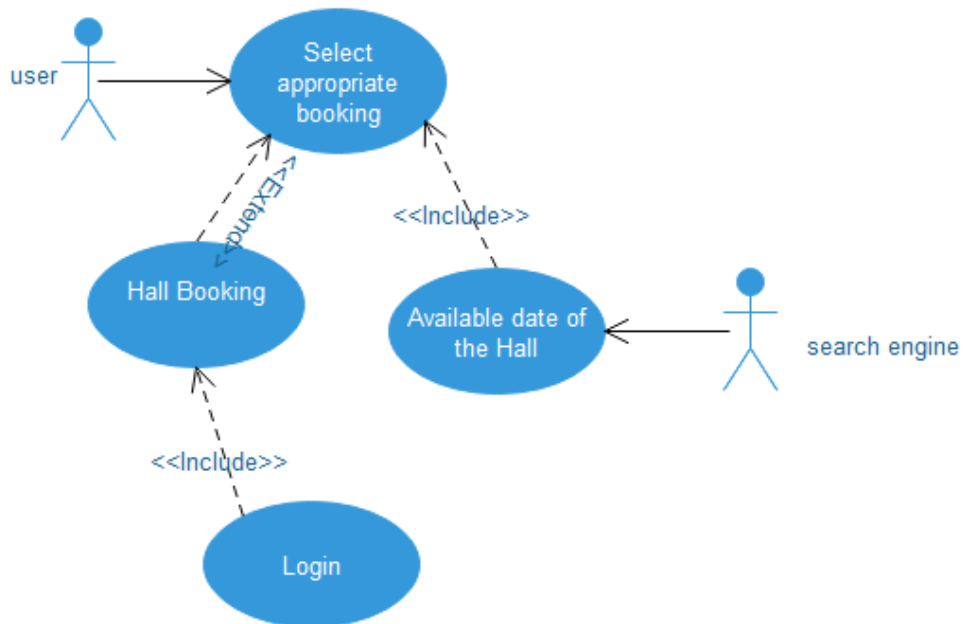 Select
appropriate
booking
user
<<Extend>>
<<Include>>
Hall Booking
Available date of
the Hall
search engine
<<Include>>
Login